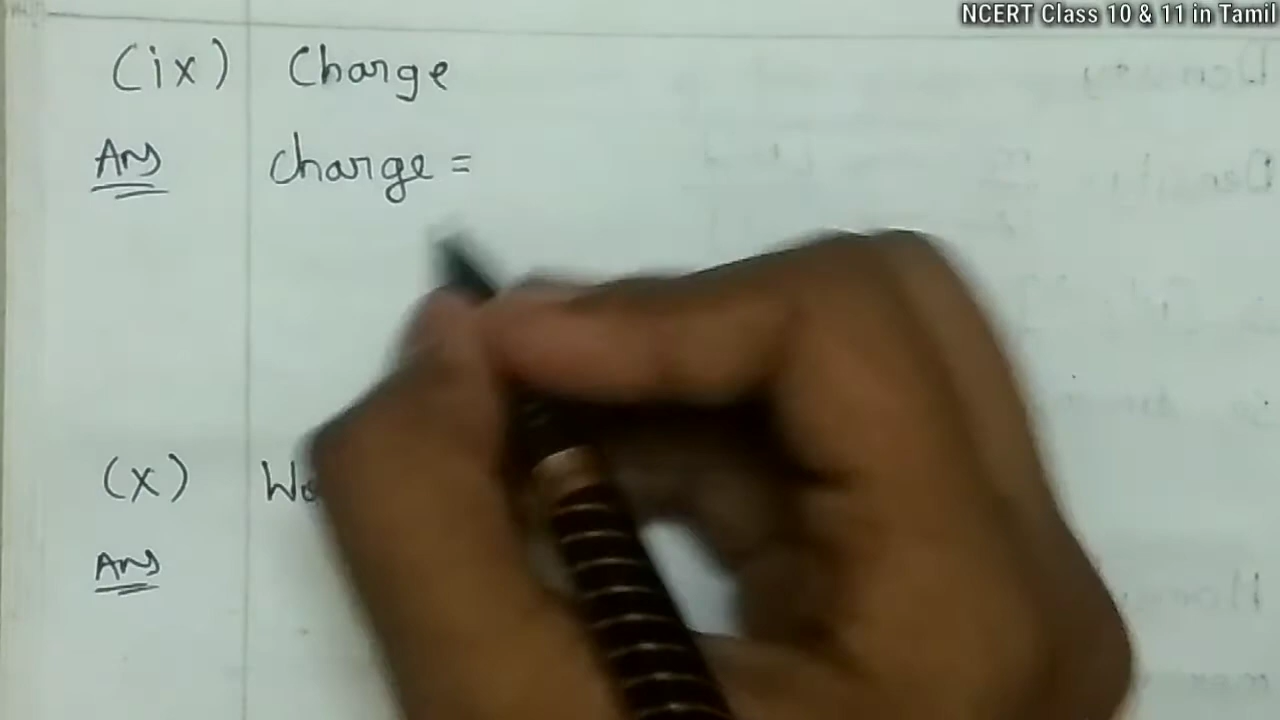 NCERT Class 10 & 11 in Tamil
(ix) Charge
Ans Charge =
(x)
Ans